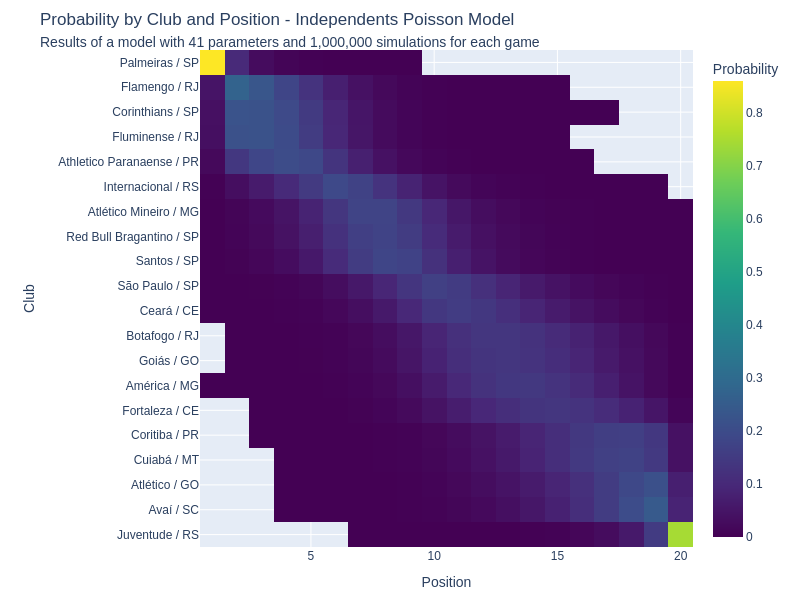 Probability by Club and Position - Independents Poisson Model
Results of a model with 41 parameters and 1,000,000 simulations for each game
Probability
Palmeiras / SP
Flamengo / RJ
Corinthians / SP
Fluminense / RJ
Athletico Paranaense / PR
Internacional / RS
Atlético Mineiro / MG
Red Bull Bragantino / SP
Santos / SP
São Paulo / SP
Ceará / CE
Botafogo / RJ
Goiás / GO
América / MG
Fortaleza / CE
Coritiba / PR
Cuiabá / MT
Atlético / GO
Avaí / SC
Juventude / RS
Club
5
10
15
20
Position
0.8
0.7
0.6
0.5
0.4
0.3
0.2
0.1
0